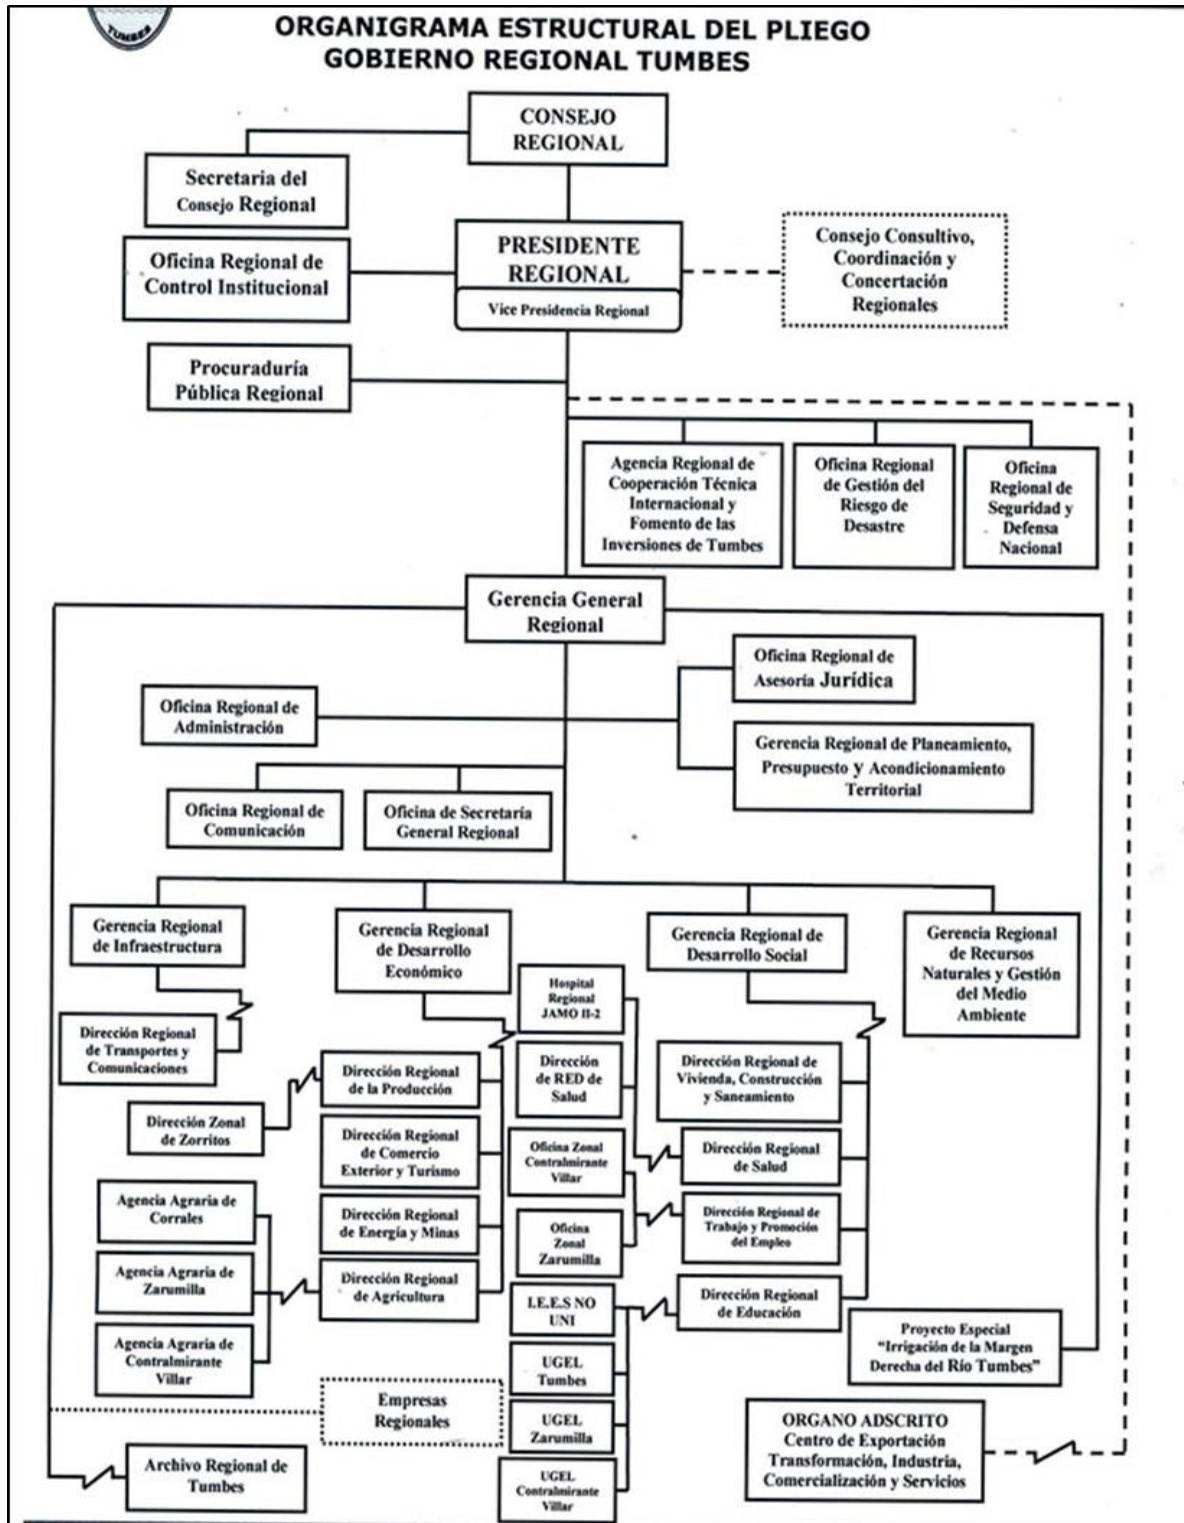 TUMBES
ORGANIGRAMA ESTRUCTURAL DEL PLIEGO
GOBIERNO REGIONAL TUMBES
CONSEJO
REGIONAL
Secretaria del
Consejo Regional
PRESIDENTE
REGIONAL
Vice Presidencia Regional
Oficina Regional de
Control Institucional
Consejo Consultivo,
Coordinación y
Concertación
Regionales
Procuraduría
Pública Regional
Agencia Regional de
Cooperación Técnica
Internacional y
Fomento de las
Inversiones de Tumbes
Oficina Regional
de Gestión del
Riesgo de
Desastre
Oficina
Regional de
Seguridad y
Defensa
Nacional
Gerencia General
Regional
Oficina Regional de
Asesoría Jurídica
Oficina Regional de
Administración
Gerencia Regional de Planeamiento,
Presupuesto y Acondicionamiento
Territorial
Oficina Regional de
Comunicación
Oficina de Secretaría
General Regional
Gerencia Regional
de Infraestructura
Gerencia Regional
de Desarrollo
Económico
Gerencia Regional de
Desarrollo Social
Gerencia Regional
de Recursos
Naturales y Gestión
del Medio
Ambiente
Hospital
Regional
JAMO II-2
Dirección Regional
de Transportes y
Comunicaciones
Dirección Regional
de la Producción
Dirección
de RED de
Salud
Dirección Regional de
Vivienda, Construcción
y Saneamiento
Dirección Zonal
de Zorritos
Dirección Regional
de Comercio
Exterior y Turismo
Oficina Zonal
Contralmirante
Villar
Dirección Regional
de Salud
Agencia Agraria de
Corrales
Dirección Regional
de Energía y Minas
Oficina
Zonal
Zarumilla
Dirección Regional de
Trabajo y Promoción
del Empleo
Agencia Agraria de
Zarumilla
Dirección Regional
de Agricultura
I.E.E.S NO
UNI
Dirección Regional
de Educación
Agencia Agraria de
Contralmirante
Villar
UGEL
Tumbes
Proyecto Especial
"Irrigación de la Margen
Derecha del Río Tumbes"
Empresas
Regionales
UGEL
Zarumilla
ORGANO ADSCRITO
Centro de Exportación
Transformación, Industria,
Comercialización y Servicios
Archivo Regional de
Tumbes
UGEL
Contralmirante
Villar